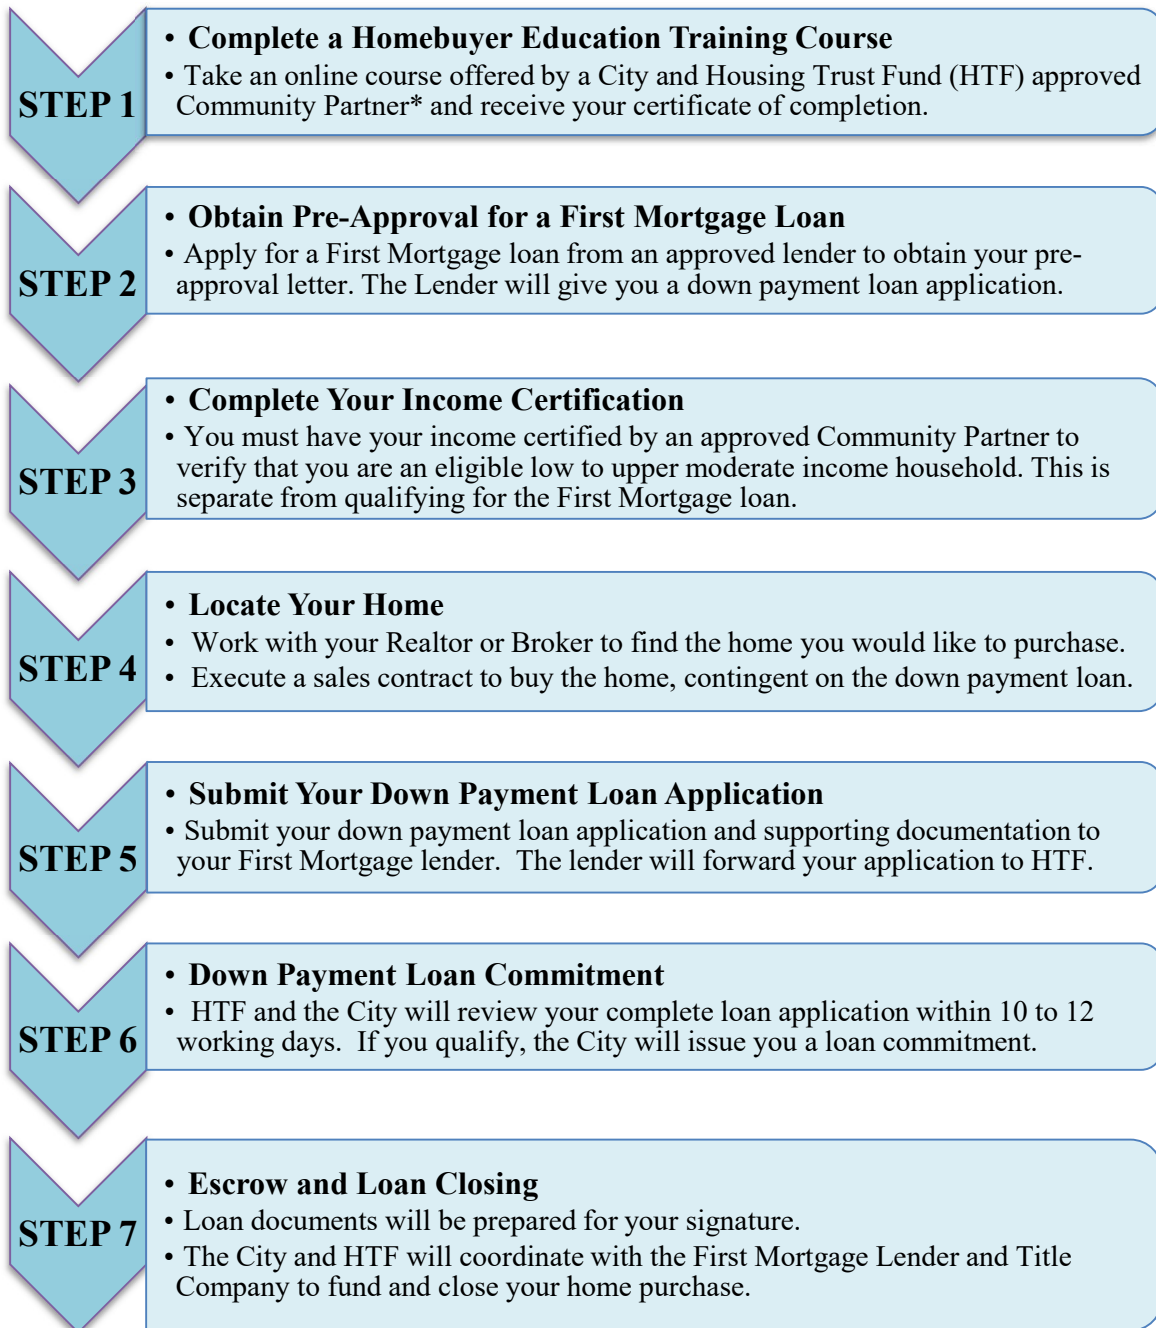 STEP 1
• Complete a Homebuyer Education Training Course
• Take an online course offered by a City and Housing Trust Fund (HTF) approved
Community Partner* and receive your certificate of completion.
STEP 2
• Obtain Pre-Approval for a First Mortgage Loan
• Apply for a First Mortgage loan from an approved lender to obtain your pre-
approval letter. The Lender will give you a down payment loan application.
STEP 3
• Complete Your Income Certification
• You must have your income certified by an approved Community Partner to
verify that you are an eligible low to upper moderate income household. This is
separate from qualifying for the First Mortgage loan.
STEP 4
• Locate Your Home
• Work with your Realtor or Broker to find the home you would like to purchase.
• Execute a sales contract to buy the home, contingent on the down payment loan.
STEP 5
• Submit Your Down Payment Loan Application
• Submit your down payment loan application and supporting documentation to
your First Mortgage lender.  The lender will forward your application to HTF.
STEP 6
• Down Payment Loan Commitment
• HTF and the City will review your complete loan application within 10 to 12
working days.  If you qualify, the City will issue you a loan commitment.
STEP 7
• Escrow and Loan Closing
• Loan documents will be prepared for your signature.
• The City and HTF will coordinate with the First Mortgage Lender and Title
Company to fund and close your home purchase.